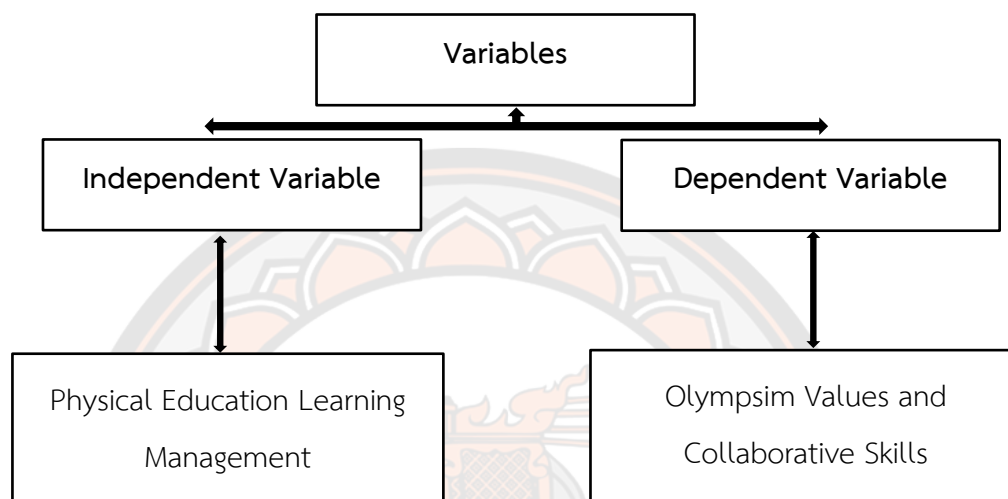 Variables
Independent Variable
Dependent Variable
Physical Education Learning
Management
Olympsim Values and
Collaborative Skills